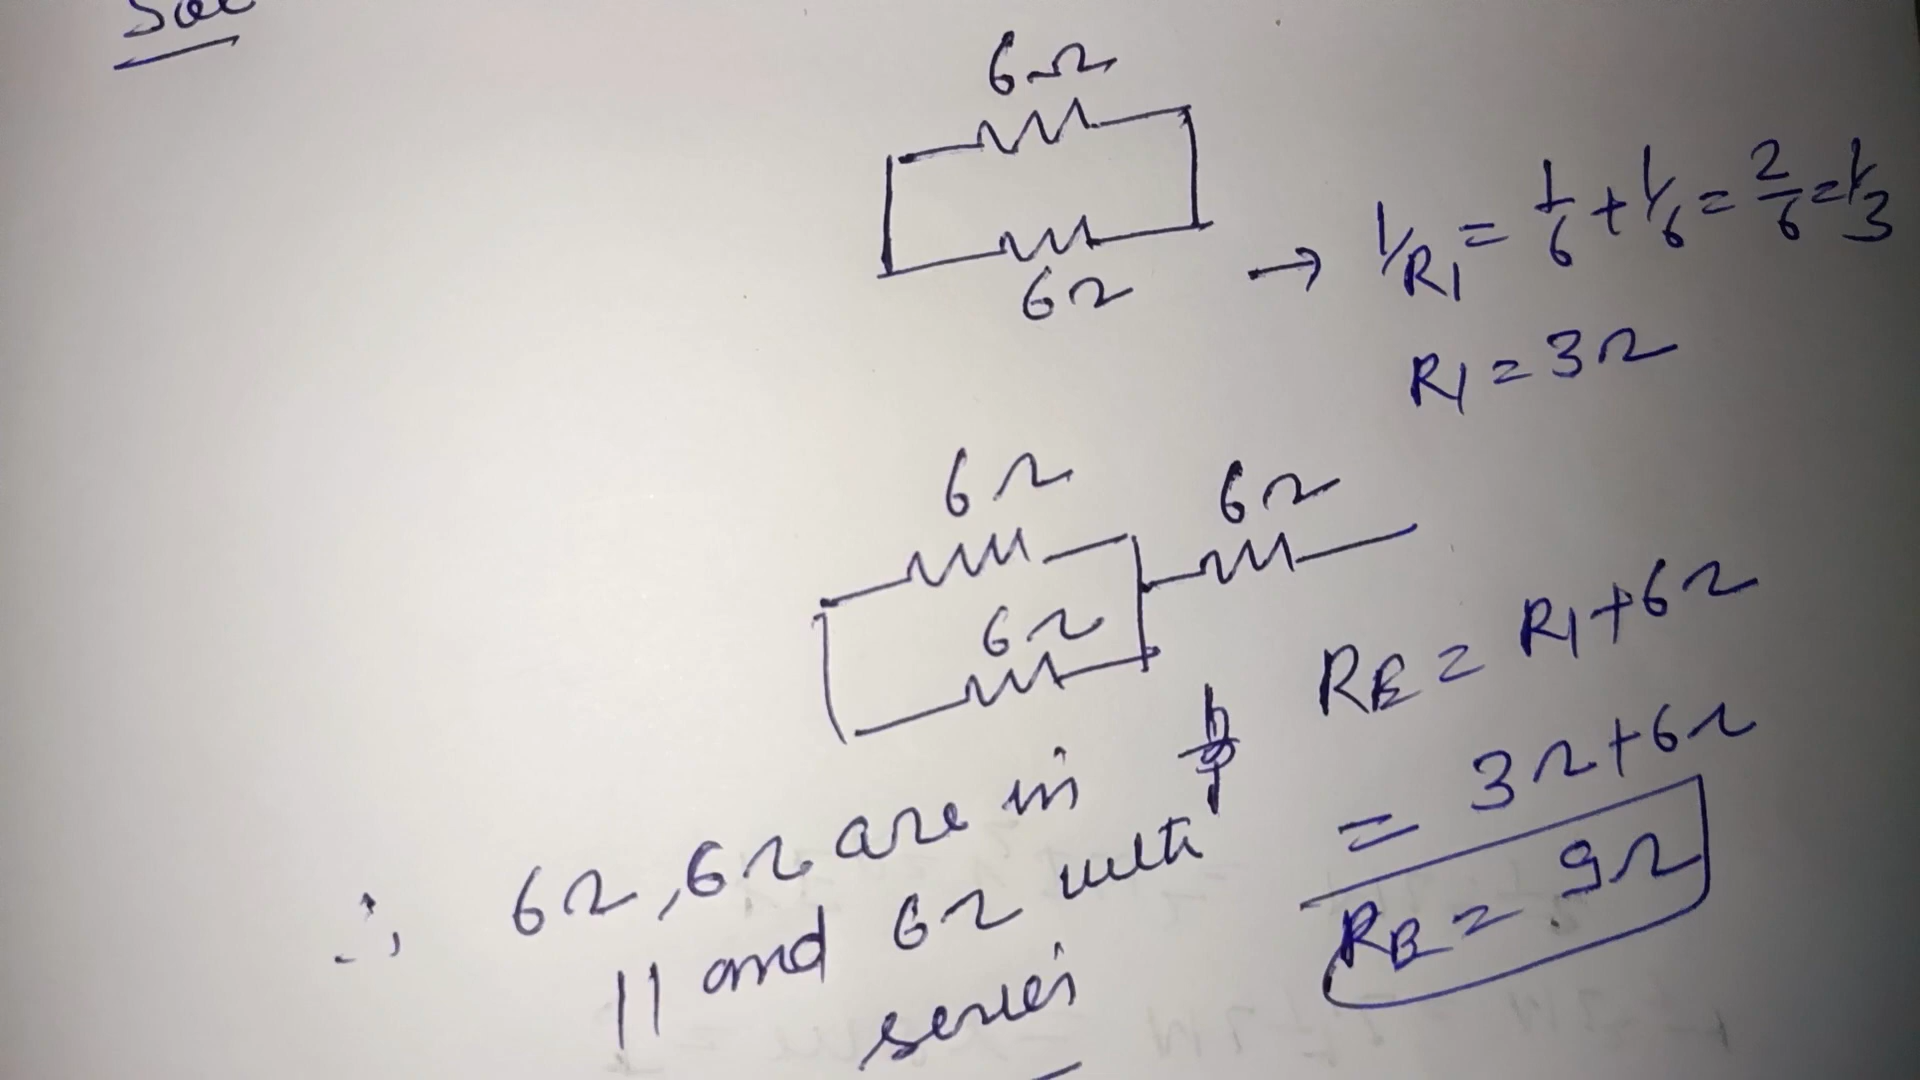 Sol
6Ω
6Ω
→ 1/R1 = 1/6 + 1/6 = 2/6 = 1/3
R1 = 3Ω
6Ω 6Ω
6Ω
RB = R1 + 6Ω
= 3Ω + 6Ω
RB = 9Ω
∴ 6Ω, 6Ω are in
|| and 6Ω with
series